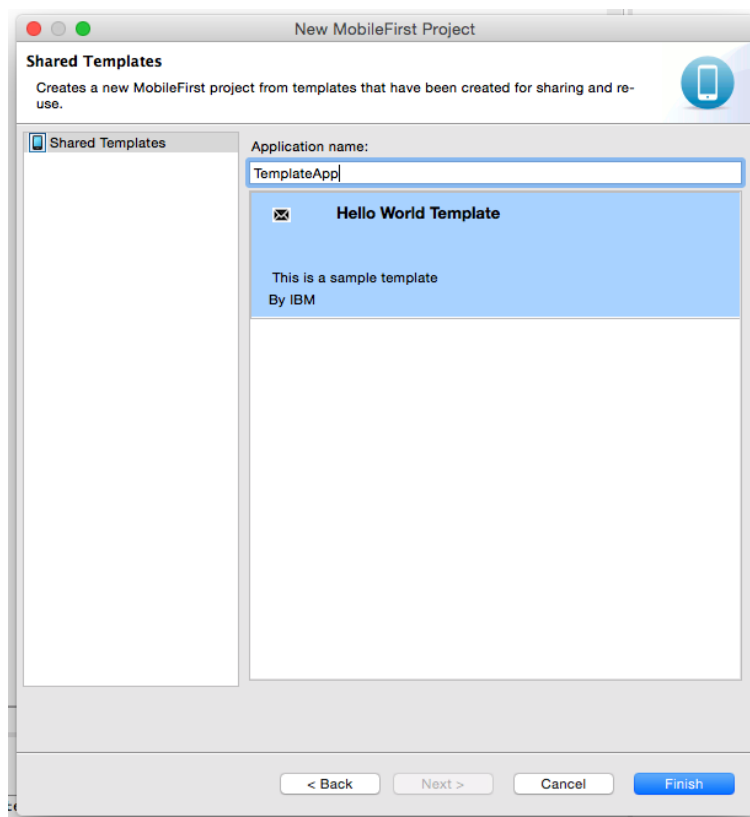 New MobileFirst Project
Shared Templates
Creates a new MobileFirst project from templates that have been created for sharing and re-
use.
Shared Templates
Application name:
TemplateApp
Hello World Template
This is a sample template
By IBM
< Back
Next >
Cancel
Finish